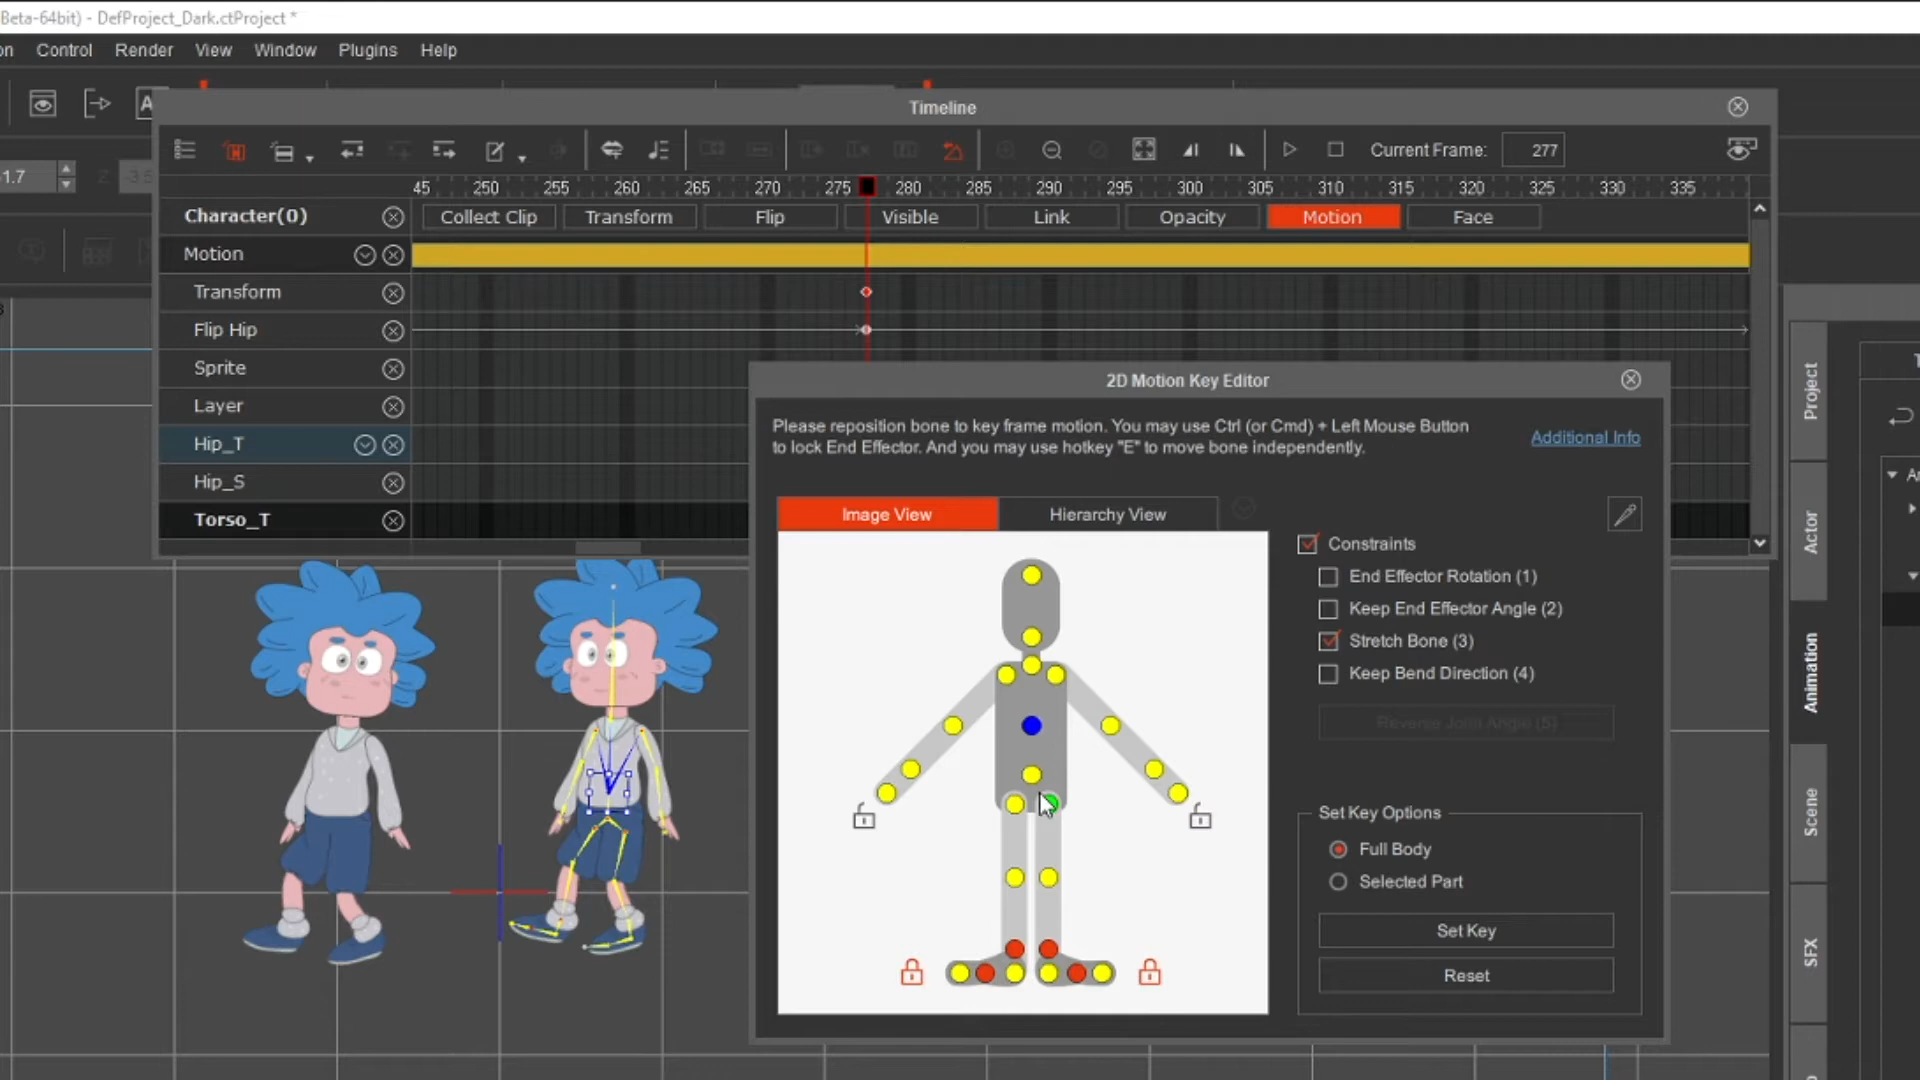 Beta-64bit) - DefProject_Dark.ctProject *
on Control Render View Window Plugins Help
Timeline
Current Frame: 277
1.7 Z
45 250 255 260 265 270 275 280 285 290 295 300 305 310 315 320 325 330 335
Character(0) Collect Clip Transform Flip Visible Link Opacity Motion Face
Motion
Transform
Flip Hip
Sprite
Layer
Hip_T
Hip_S
Torso_T
2D Motion Key Editor
Please reposition bone to key frame motion. You may use Ctrl (or Cmd) + Left Mouse Button
to lock End Effector. And you may use hotkey "E" to move bone independently.
Additional Info
Image View Hierarchy View
Constraints
End Effector Rotation (1)
Keep End Effector Angle (2)
Stretch Bone (3)
Keep Bend Direction (4)
Reverse Joint Angle (5)
Set Key Options
Full Body
Selected Part
Set Key
Reset
Project
Actor
Animation
Scene
SFX